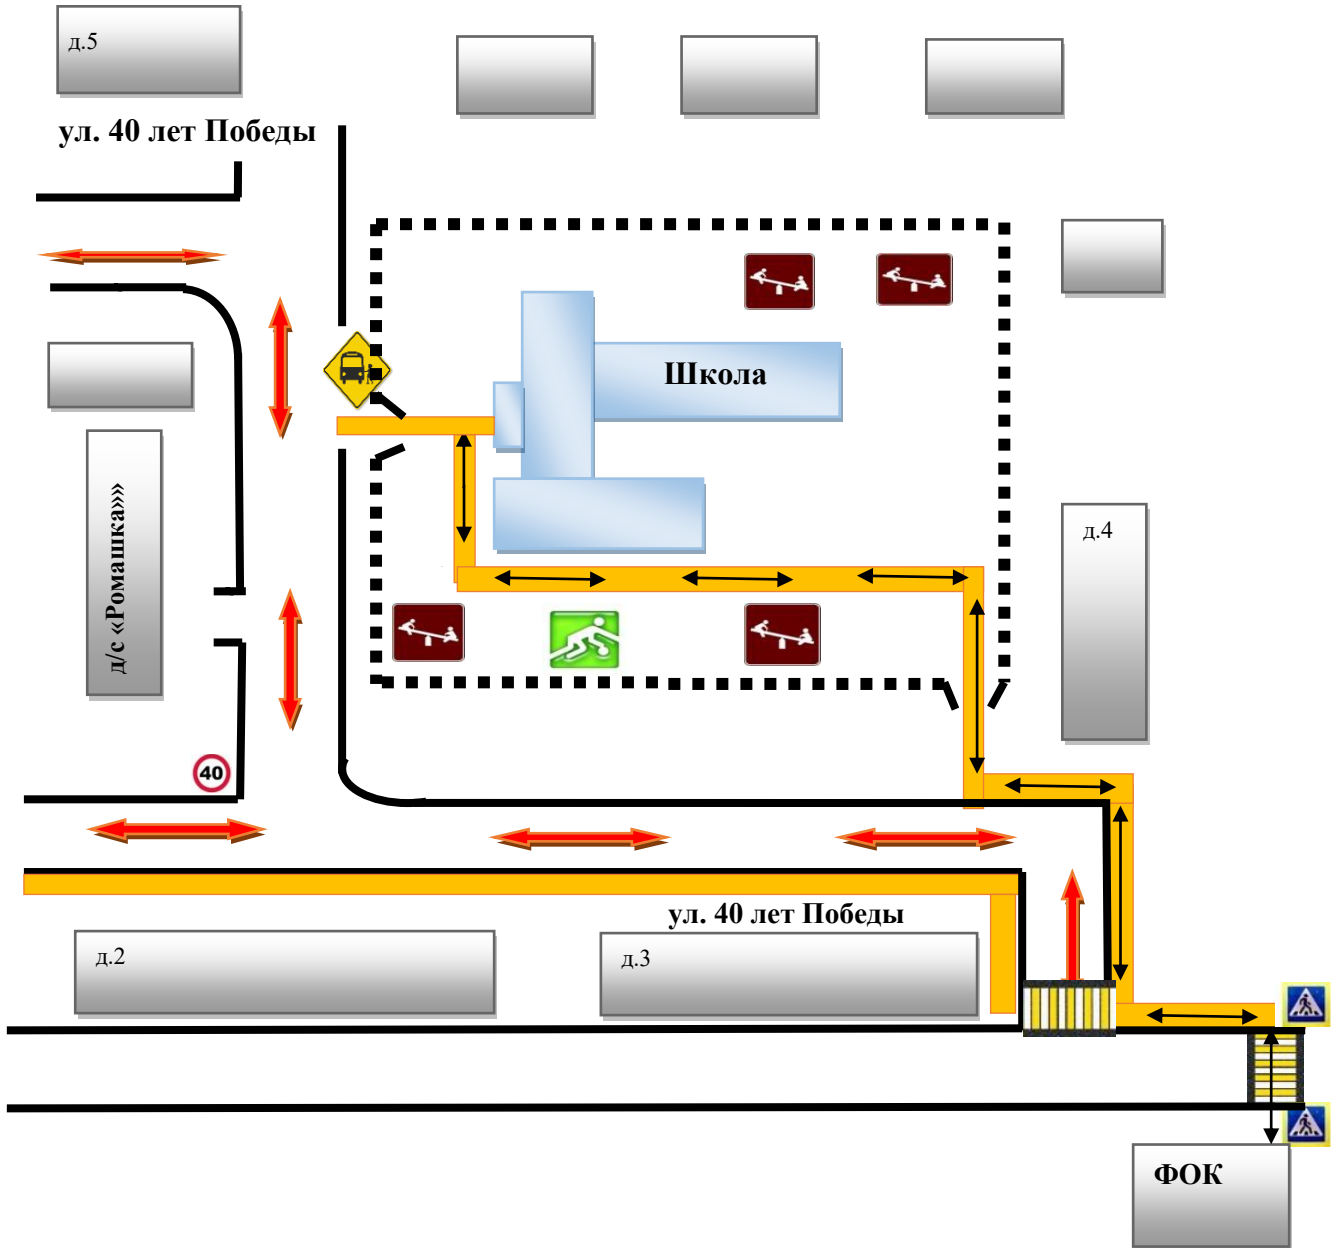 д.5
ул. 40 лет Победы
Школа
д/с «Ромашка»»»
д.4
40
ул. 40 лет Победы
д.2
д.3
ФОК